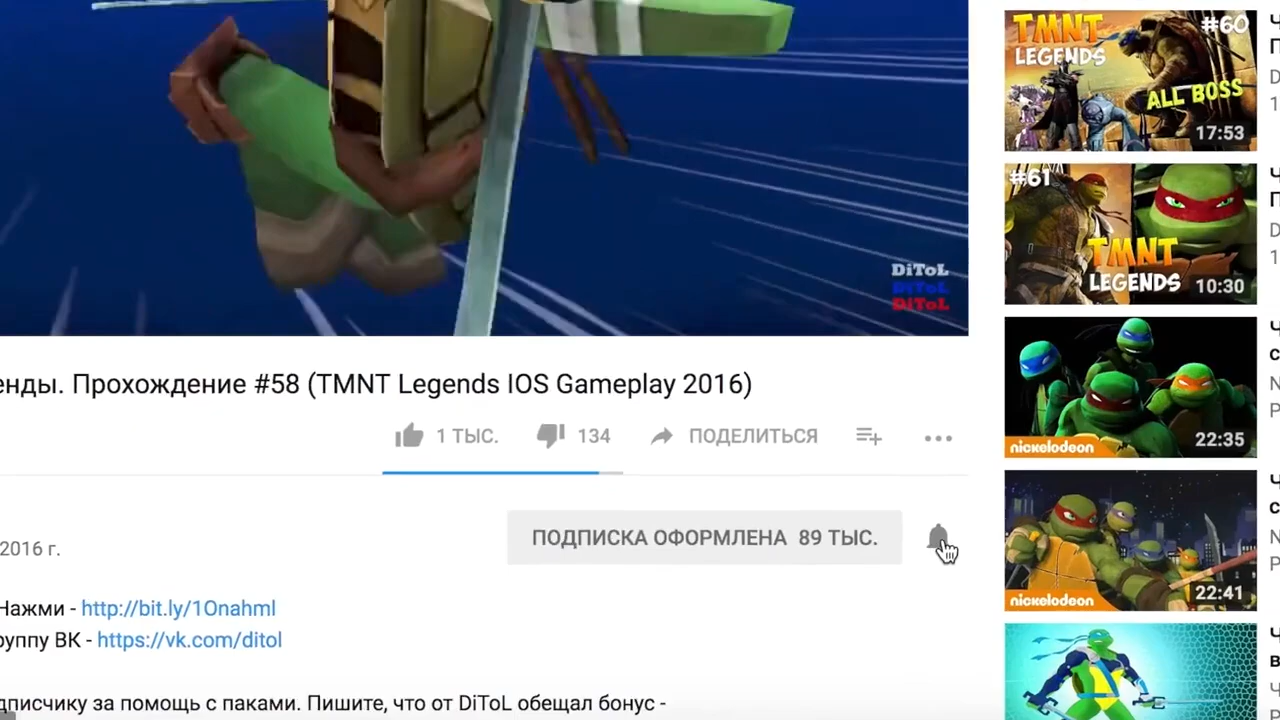 DiToL
DiToL
DiToL
енды. Прохождение #58 (TMNT Legends IOS Gameplay 2016)
1 ТЫС.
134
ПОДЕЛИТЬСЯ
2016 г.
ПОДПИСКА ОФОРМЛЕНА 89 ТЫС.
Нажми - http://bit.ly/1Onahml
руппу ВК - https://vk.com/ditol
дписчику за помощь с паками. Пишите, что от DiToL обещал бонус -
TMNT
LEGENDS
#60
ALL BOSS
17:53
Ч
П
D
1
#61
TMNT
LEGENDS
10:30
Ч
П
D
1
nickelodeon
22:35
Ч
с
N
P
nickelodeon
22:41
Ч
с
N
P
Ч
в
Ч
P